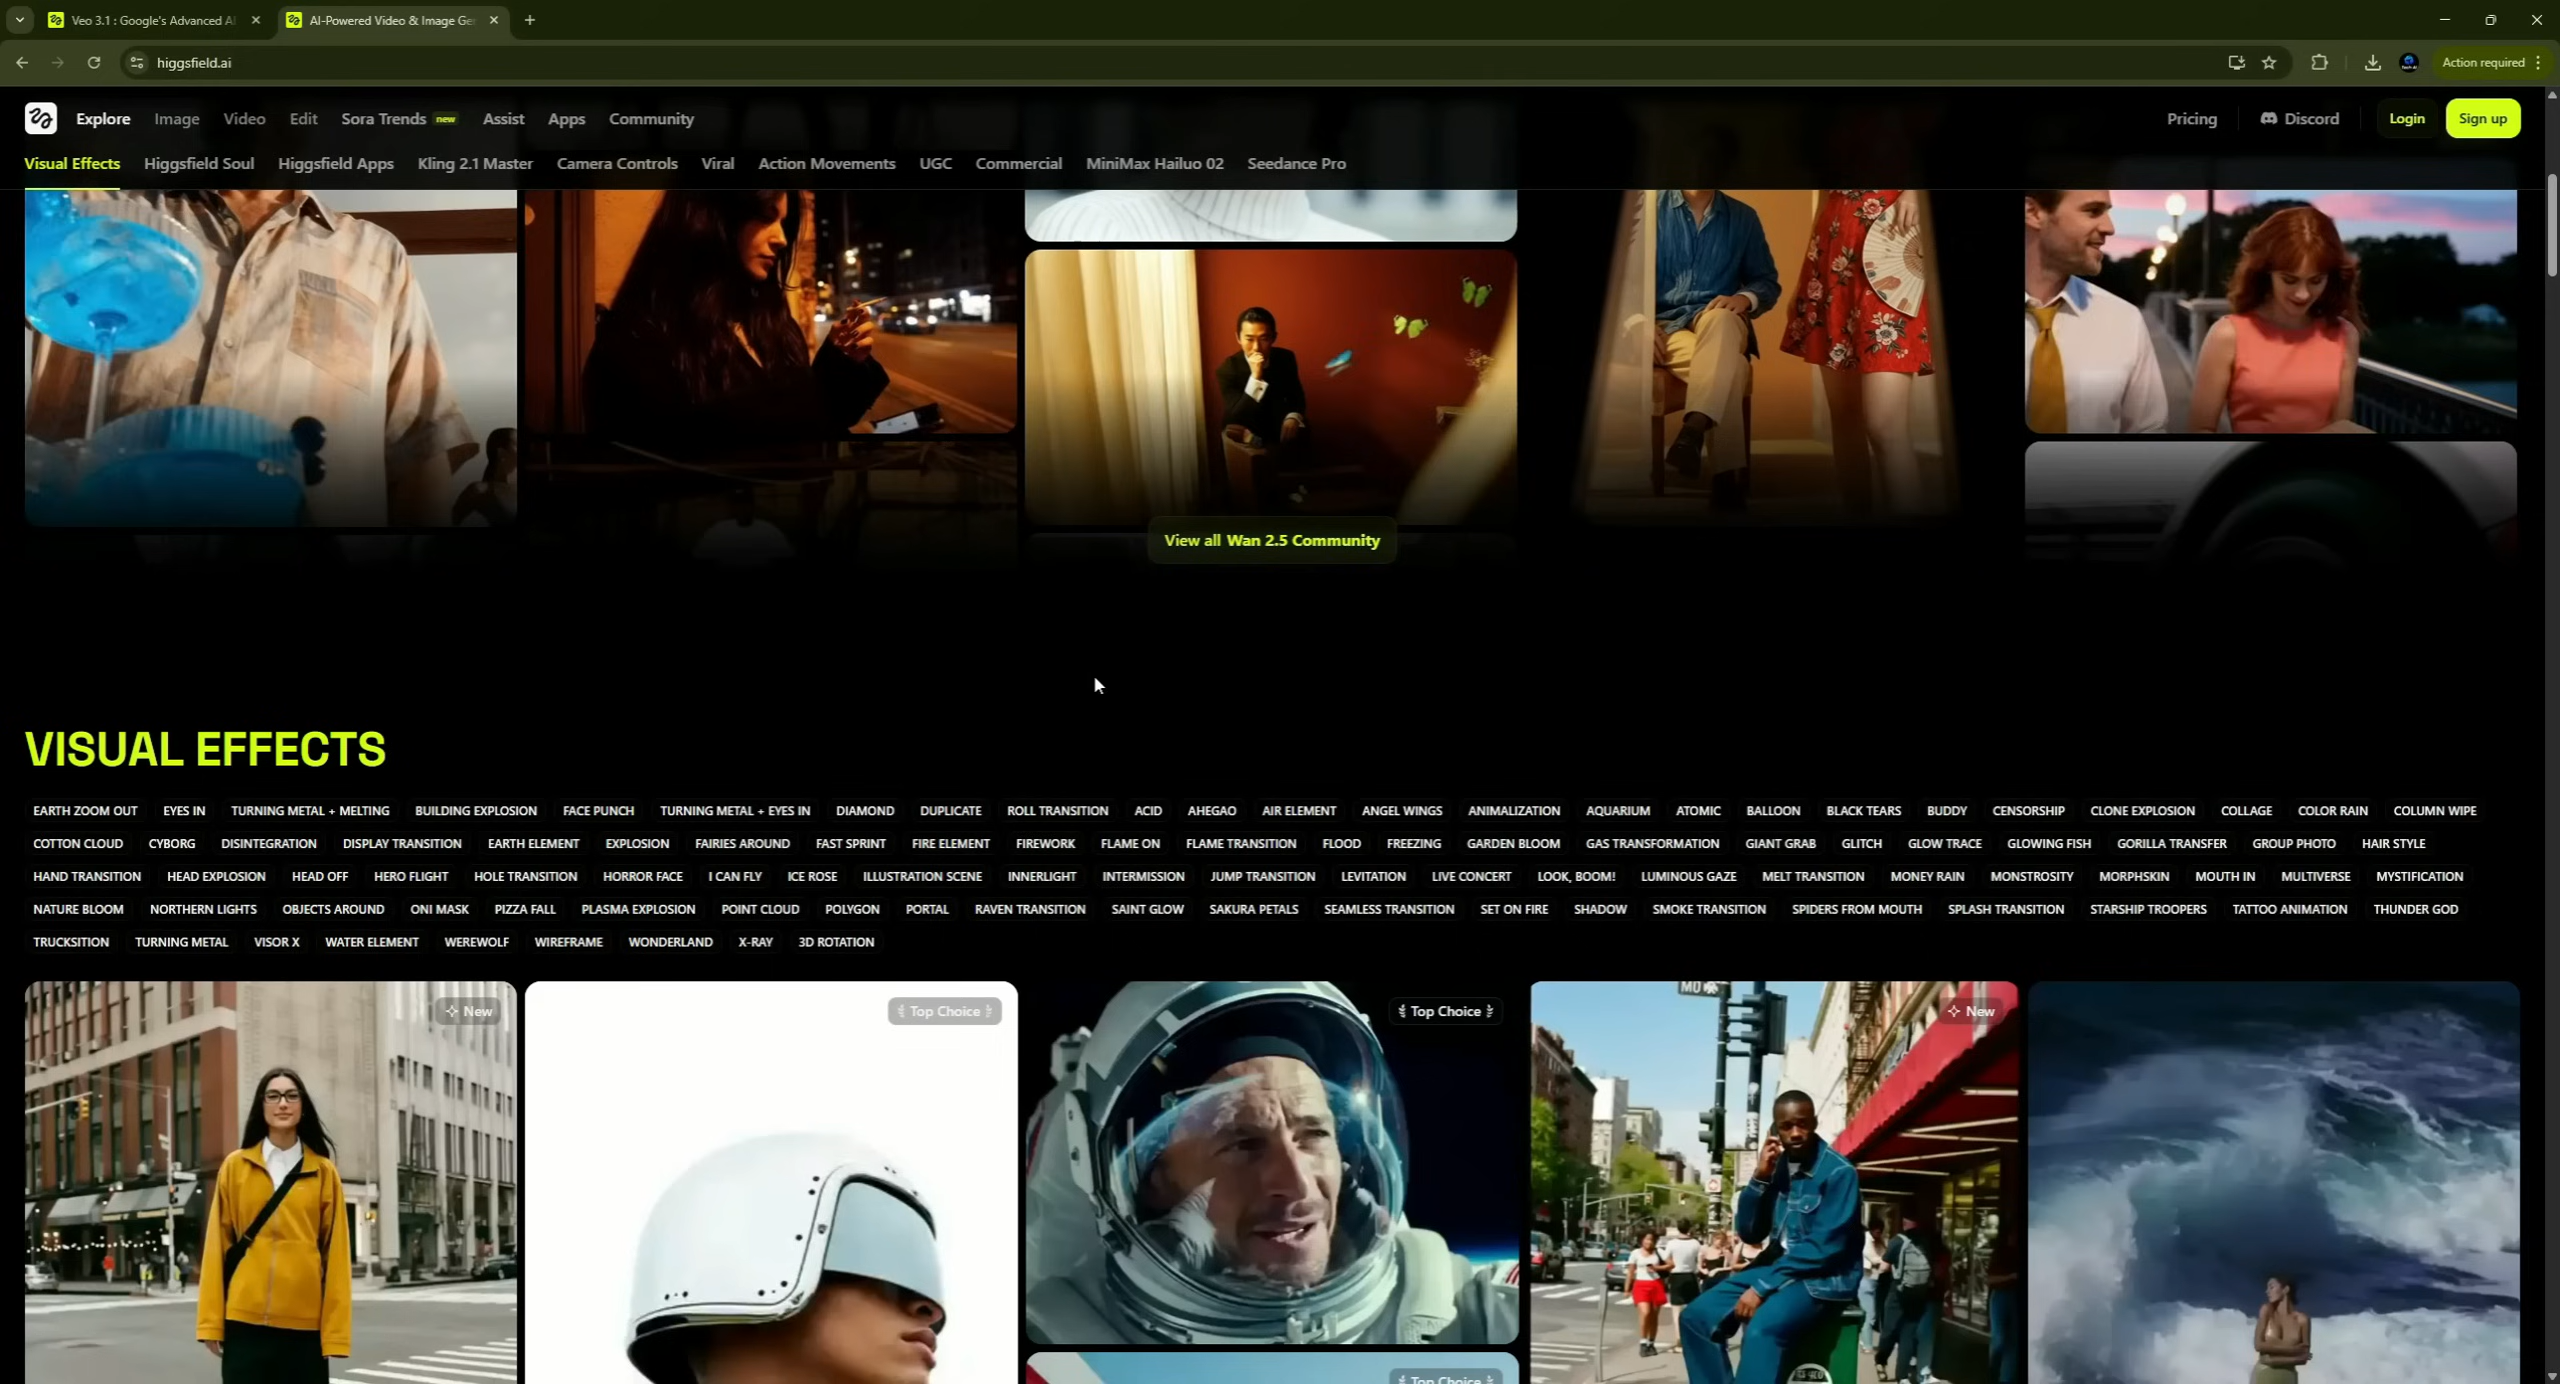 Veo 3.1 : Google's Advanced AI
AI-Powered Video & Image Gen
higgsfield.ai
Action required
Explore Image Video Edit Sora Trends new Assist Apps Community
Pricing Discord Login Sign up
Visual Effects Higgsfield Soul Higgsfield Apps Kling 2.1 Master Camera Controls Viral Action Movements UGC Commercial MiniMax Hailuo 02 Seedance Pro
View all Wan 2.5 Community
VISUAL EFFECTS
EARTH ZOOM OUT EYES IN TURNING METAL + MELTING BUILDING EXPLOSION FACE PUNCH TURNING METAL + EYES IN DIAMOND DUPLICATE ROLL TRANSITION ACID AHEGAO AIR ELEMENT ANGEL WINGS ANIMALIZATION AQUARIUM ATOMIC BALLOON BLACK TEARS BUDDY CENSORSHIP CLONE EXPLOSION COLLAGE COLOR RAIN COLUMN WIPE
COTTON CLOUD CYBORG DISINTEGRATION DISPLAY TRANSITION EARTH ELEMENT EXPLOSION FAIRIES AROUND FAST SPRINT FIRE ELEMENT FIREWORK FLAME ON FLAME TRANSITION FLOOD FREEZING GARDEN BLOOM GAS TRANSFORMATION GIANT GRAB GLITCH GLOW TRACE GLOWING FISH GORILLA TRANSFER GROUP PHOTO HAIR STYLE
HAND TRANSITION HEAD EXPLOSION HEAD OFF HERO FLIGHT HOLE TRANSITION HORROR FACE I CAN FLY ICE ROSE ILLUSTRATION SCENE INNERLIGHT INTERMISSION JUMP TRANSITION LEVITATION LIVE CONCERT LOOK, BOOM! LUMINOUS GAZE MELT TRANSITION MONEY RAIN MONSTROSITY MORPHSKIN MOUTH IN MULTIVERSE MYSTIFICATION
NATURE BLOOM NORTHERN LIGHTS OBJECTS AROUND ONI MASK PIZZA FALL PLASMA EXPLOSION POINT CLOUD POLYGON PORTAL RAVEN TRANSITION SAINT GLOW SAKURA PETALS SEAMLESS TRANSITION SET ON FIRE SHADOW SMOKE TRANSITION SPIDERS FROM MOUTH SPLASH TRANSITION STARSHIP TROOPERS TATTOO ANIMATION THUNDER GOD
TRUCKSITION TURNING METAL VISOR X WATER ELEMENT WEREWOLF WIREFRAME WONDERLAND X-RAY 3D ROTATION
New Top Choice Top Choice New
Top Choice